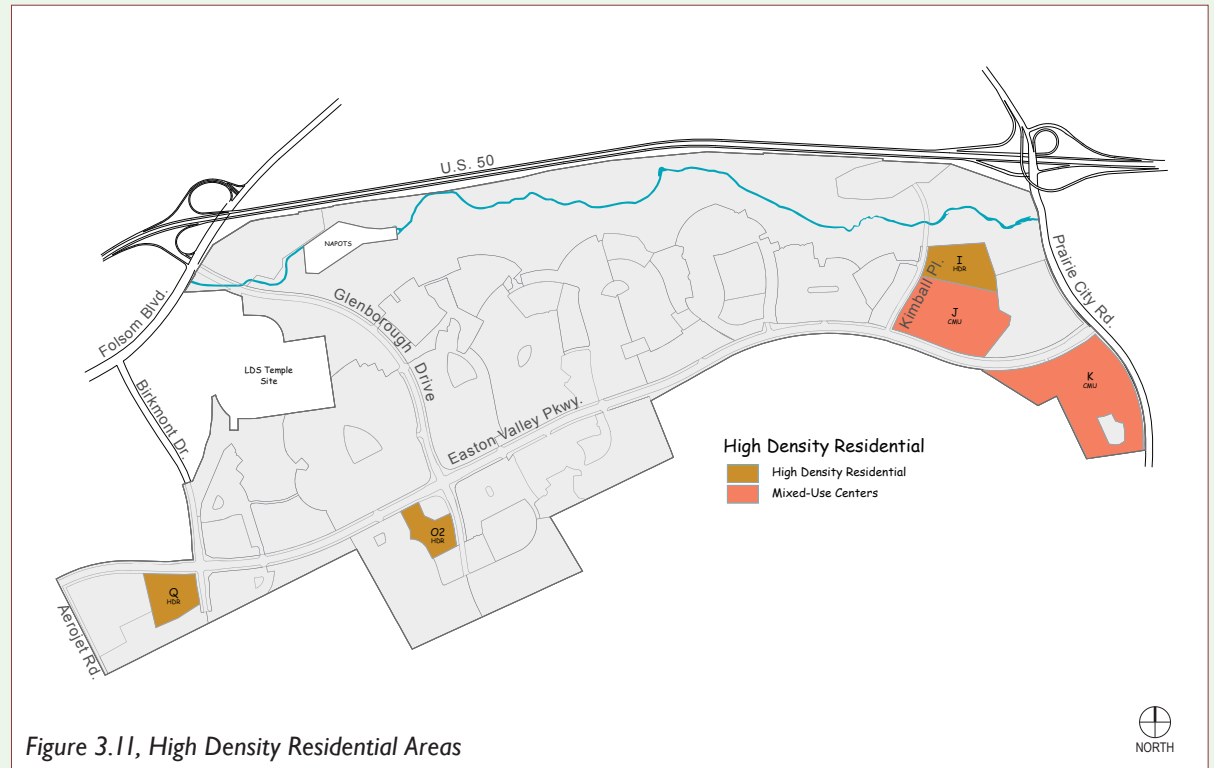 U.S. 50
NAPOTS
Glenborough Drive
Folsom Blvd.
LDS Temple
Site
Birkmont Dr.
Easton Valley Pkwy.
Kimball Pl.
Prairie City Rd.
I
HDR
J
CMU
K
CMU
O2
HDR
Q
HDR
Aerojet Rd.
High Density Residential
High Density Residential
Mixed-Use Centers
NORTH
Figure 3.11, High Density Residential Areas